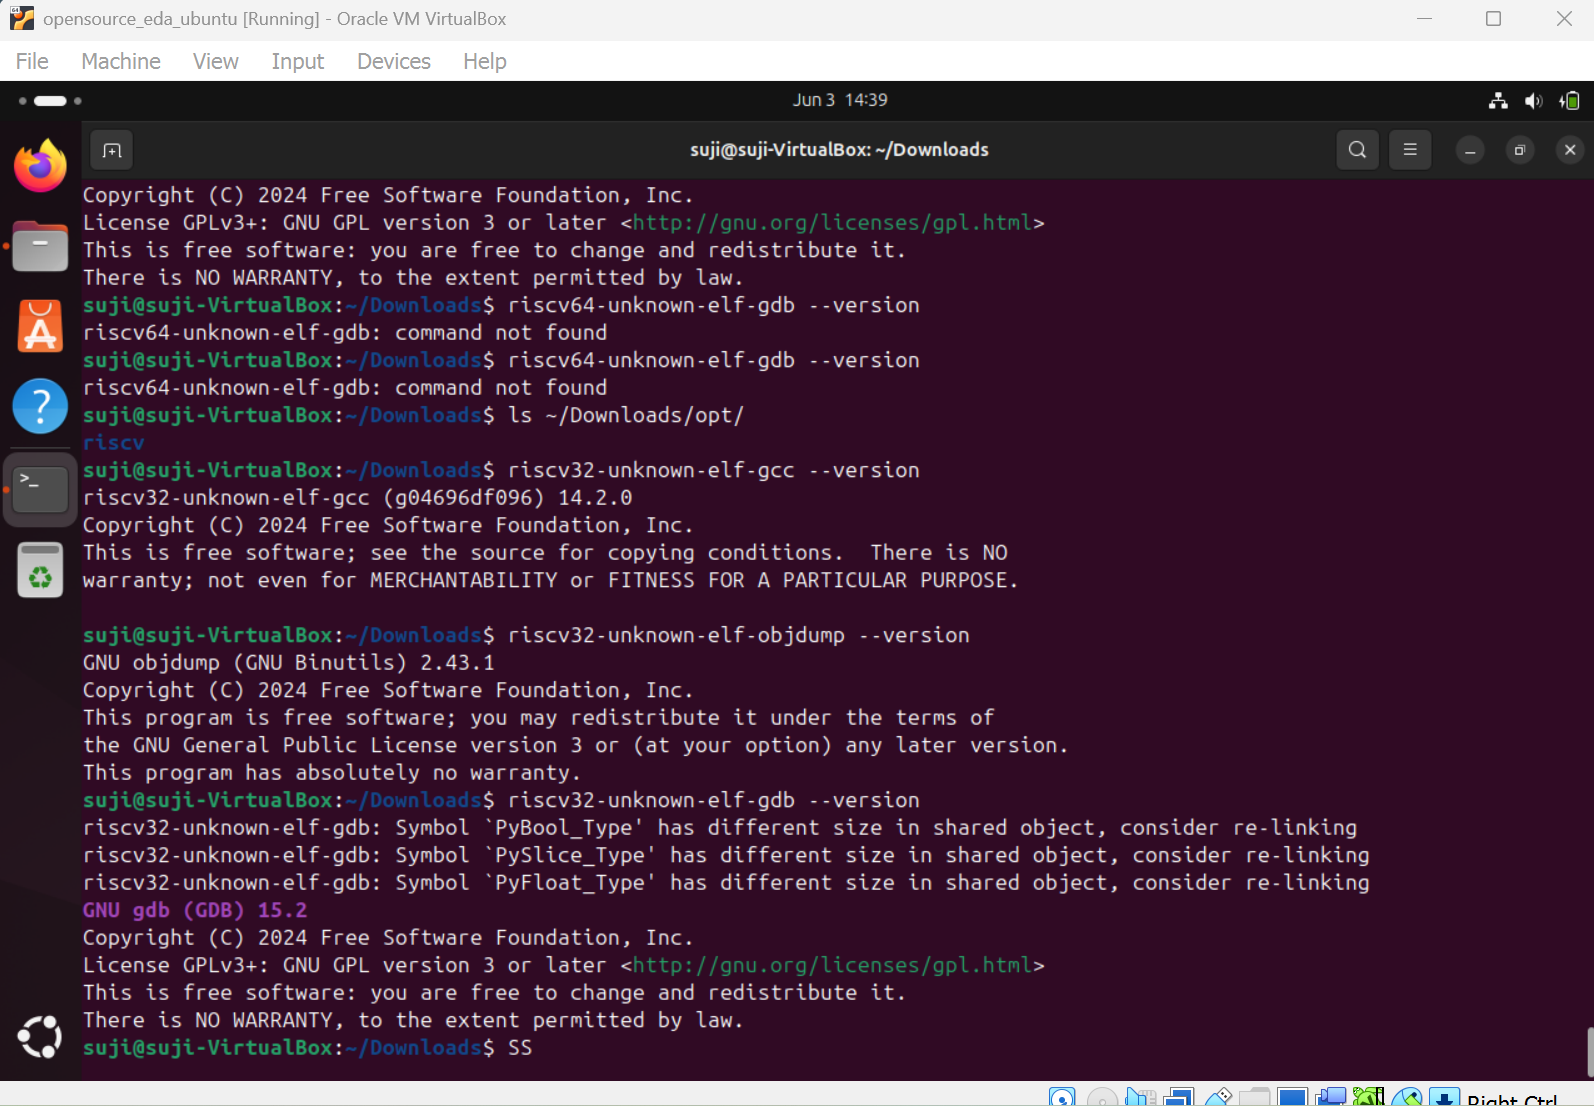 opensource_eda_ubuntu [Running] - Oracle VM VirtualBox
File Machine View Input Devices Help
Jun 3 14:39
suji@suji-VirtualBox: ~/Downloads
Copyright (C) 2024 Free Software Foundation, Inc.
License GPLv3+: GNU GPL version 3 or later <http://gnu.org/licenses/gpl.html>
This is free software: you are free to change and redistribute it.
There is NO WARRANTY, to the extent permitted by law.
suji@suji-VirtualBox:~/Downloads$ riscv64-unknown-elf-gdb --version
riscv64-unknown-elf-gdb: command not found
suji@suji-VirtualBox:~/Downloads$ riscv64-unknown-elf-gdb --version
riscv64-unknown-elf-gdb: command not found
suji@suji-VirtualBox:~/Downloads$ ls ~/Downloads/opt/
riscv
suji@suji-VirtualBox:~/Downloads$ riscv32-unknown-elf-gcc --version
riscv32-unknown-elf-gcc (g04696df096) 14.2.0
Copyright (C) 2024 Free Software Foundation, Inc.
This is free software; see the source for copying conditions.  There is NO
warranty; not even for MERCHANTABILITY or FITNESS FOR A PARTICULAR PURPOSE.
suji@suji-VirtualBox:~/Downloads$ riscv32-unknown-elf-objdump --version
GNU objdump (GNU Binutils) 2.43.1
Copyright (C) 2024 Free Software Foundation, Inc.
This program is free software; you may redistribute it under the terms of
the GNU General Public License version 3 or (at your option) any later version.
This program has absolutely no warranty.
suji@suji-VirtualBox:~/Downloads$ riscv32-unknown-elf-gdb --version
riscv32-unknown-elf-gdb: Symbol `PyBool_Type' has different size in shared object, consider re-linking
riscv32-unknown-elf-gdb: Symbol `PySlice_Type' has different size in shared object, consider re-linking
riscv32-unknown-elf-gdb: Symbol `PyFloat_Type' has different size in shared object, consider re-linking
GNU gdb (GDB) 15.2
Copyright (C) 2024 Free Software Foundation, Inc.
License GPLv3+: GNU GPL version 3 or later <http://gnu.org/licenses/gpl.html>
This is free software: you are free to change and redistribute it.
There is NO WARRANTY, to the extent permitted by law.
suji@suji-VirtualBox:~/Downloads$ SS
Right Ctrl